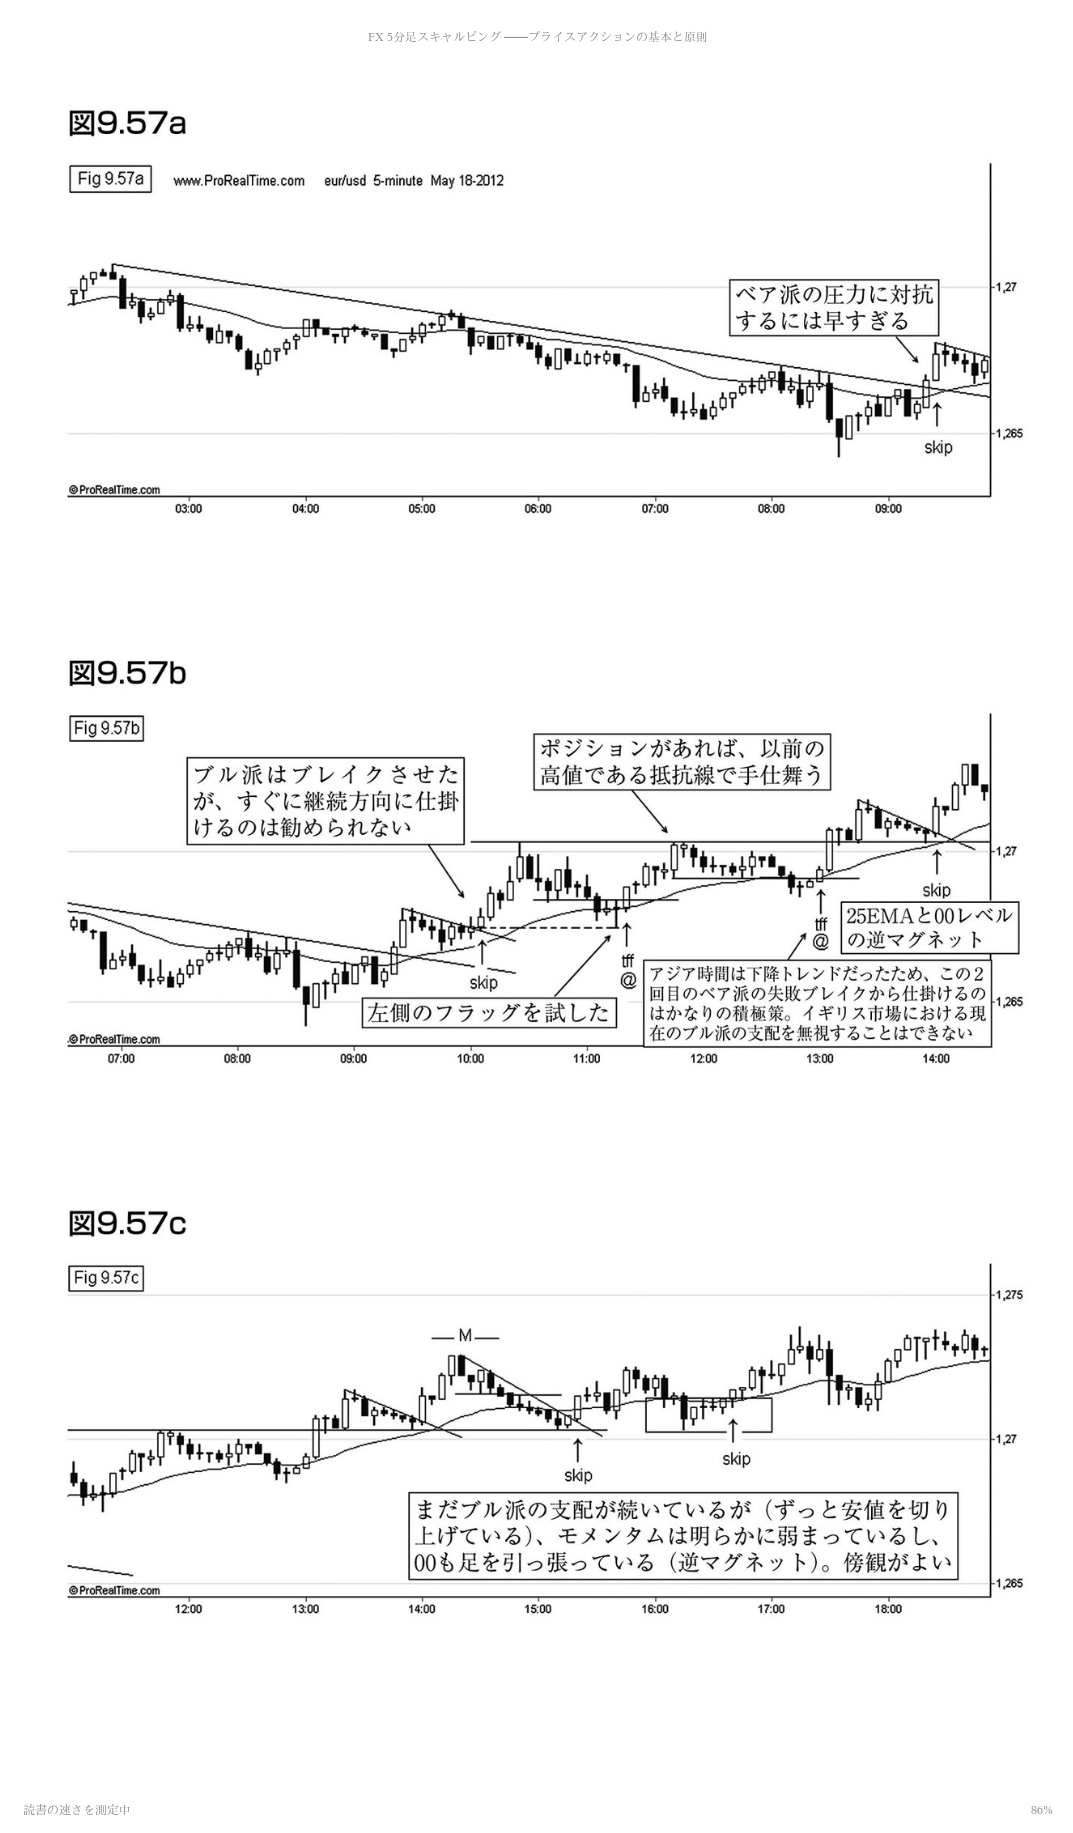 FX 5分足スキャルピング ――プライスアクションの基本と原則
図9.57a
Fig 9.57a
www.ProRealTime.com eur/usd 5-minute May 18-2012
ベア派の圧力に対抗
するには早すぎる
1,27
1,265
skip
©ProRealTime.com
03:00 04:00 05:00 06:00 07:00 08:00 09:00
図9.57b
Fig 9.57b
ポジションがあれば、以前の
高値である抵抗線で手仕舞う
ブル派はブレイクさせた
が、すぐに継続方向に仕掛
けるのは勧められない
1,27
skip
25EMAと00レベル
の逆マグネット
tff
@
tff
@
skip
アジア時間は下降トレンドだったため、この2
回目のベア派の失敗ブレイクから仕掛けるの
はかなりの積極策。イギリス市場における現
在のブル派の支配を無視することはできない
1,265
左側のフラッグを試した
©ProRealTime.com
07:00 08:00 09:00 10:00 11:00 12:00 13:00 14:00
図9.57c
Fig 9.57c
1,275
M
1,27
skip
skip
まだブル派の支配が続いているが（ずっと安値を切り
上げている）、モメンタムは明らかに弱まっているし、
00も足を引っ張っている（逆マグネット）。傍観がよい
1,265
©ProRealTime.com
12:00 13:00 14:00 15:00 16:00 17:00 18:00
読書の速さを測定中
86%